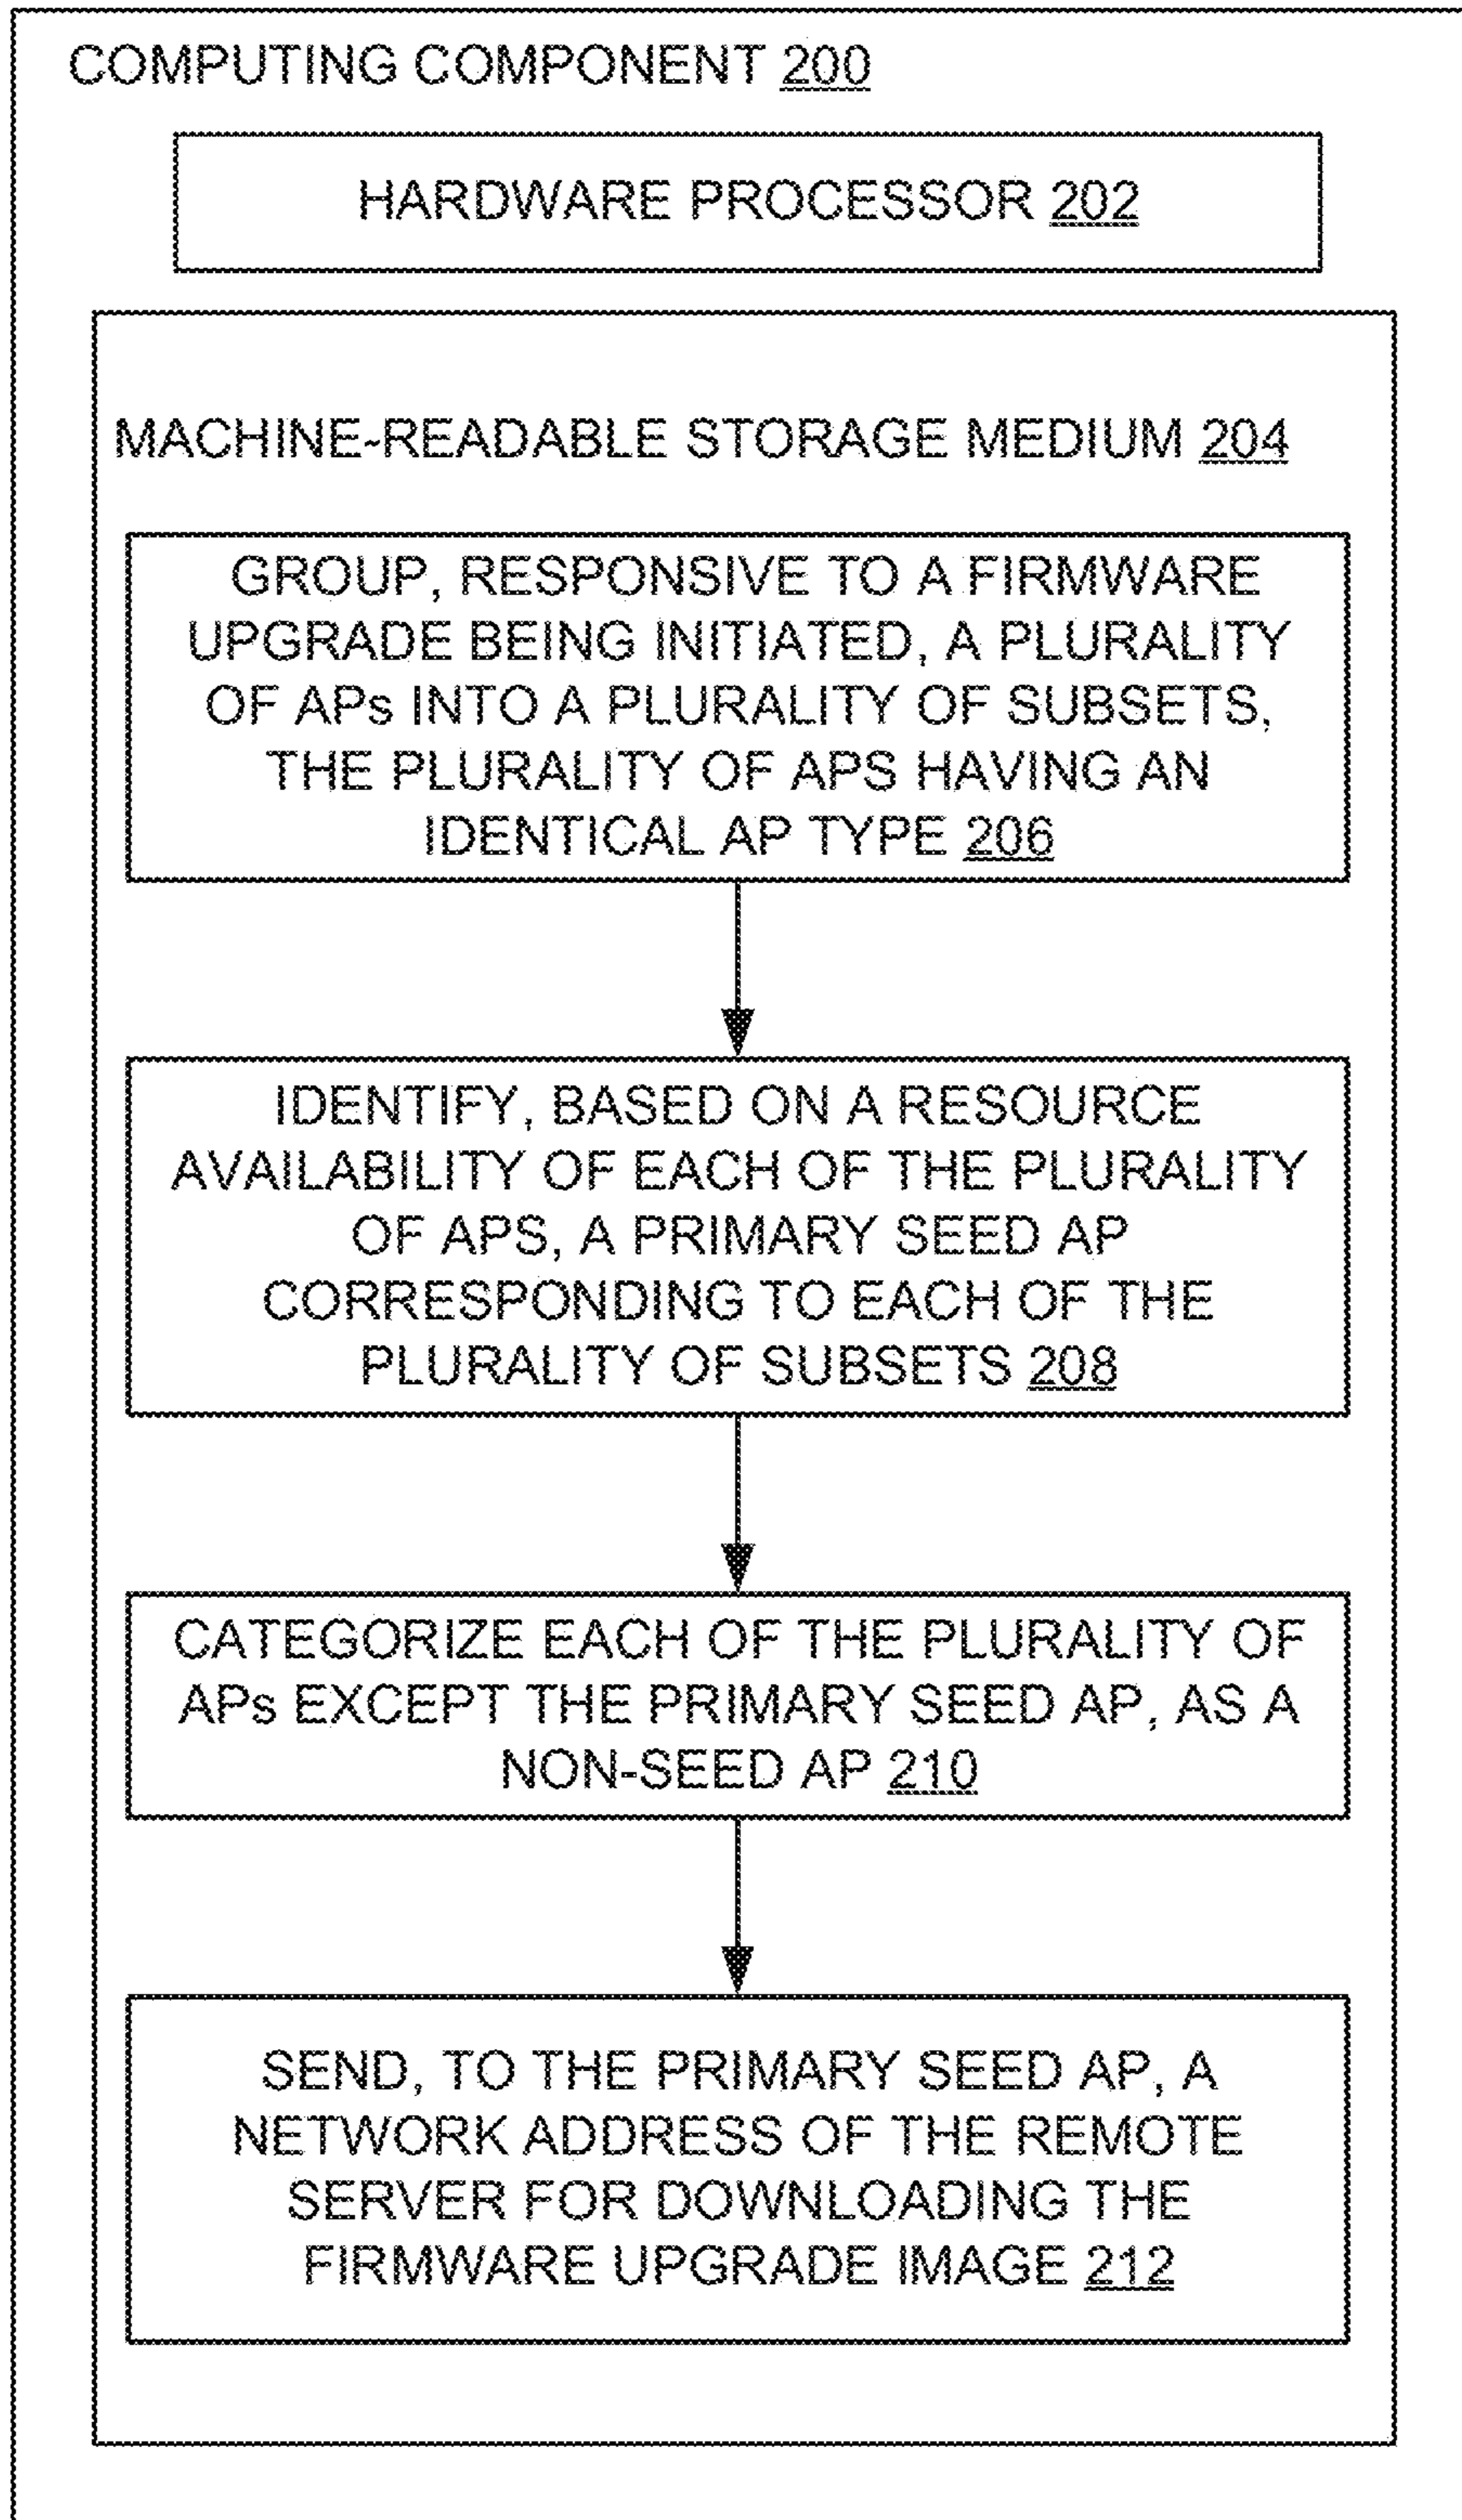 COMPUTING COMPONENT 200
HARDWARE PROCESSOR 202
MACHINE-READABLE STORAGE MEDIUM 204
GROUP, RESPONSIVE TO A FIRMWARE
UPGRADE BEING INITIATED, A PLURALITY
OF APs INTO A PLURALITY OF SUBSETS,
THE PLURALITY OF APS HAVING AN
IDENTICAL AP TYPE 206
IDENTIFY, BASED ON A RESOURCE
AVAILABILITY OF EACH OF THE PLURALITY
OF APS, A PRIMARY SEED AP
CORRESPONDING TO EACH OF THE
PLURALITY OF SUBSETS 208
CATEGORIZE EACH OF THE PLURALITY OF
APs EXCEPT THE PRIMARY SEED AP, AS A
NON-SEED AP 210
SEND, TO THE PRIMARY SEED AP, A
NETWORK ADDRESS OF THE REMOTE
SERVER FOR DOWNLOADING THE
FIRMWARE UPGRADE IMAGE 212